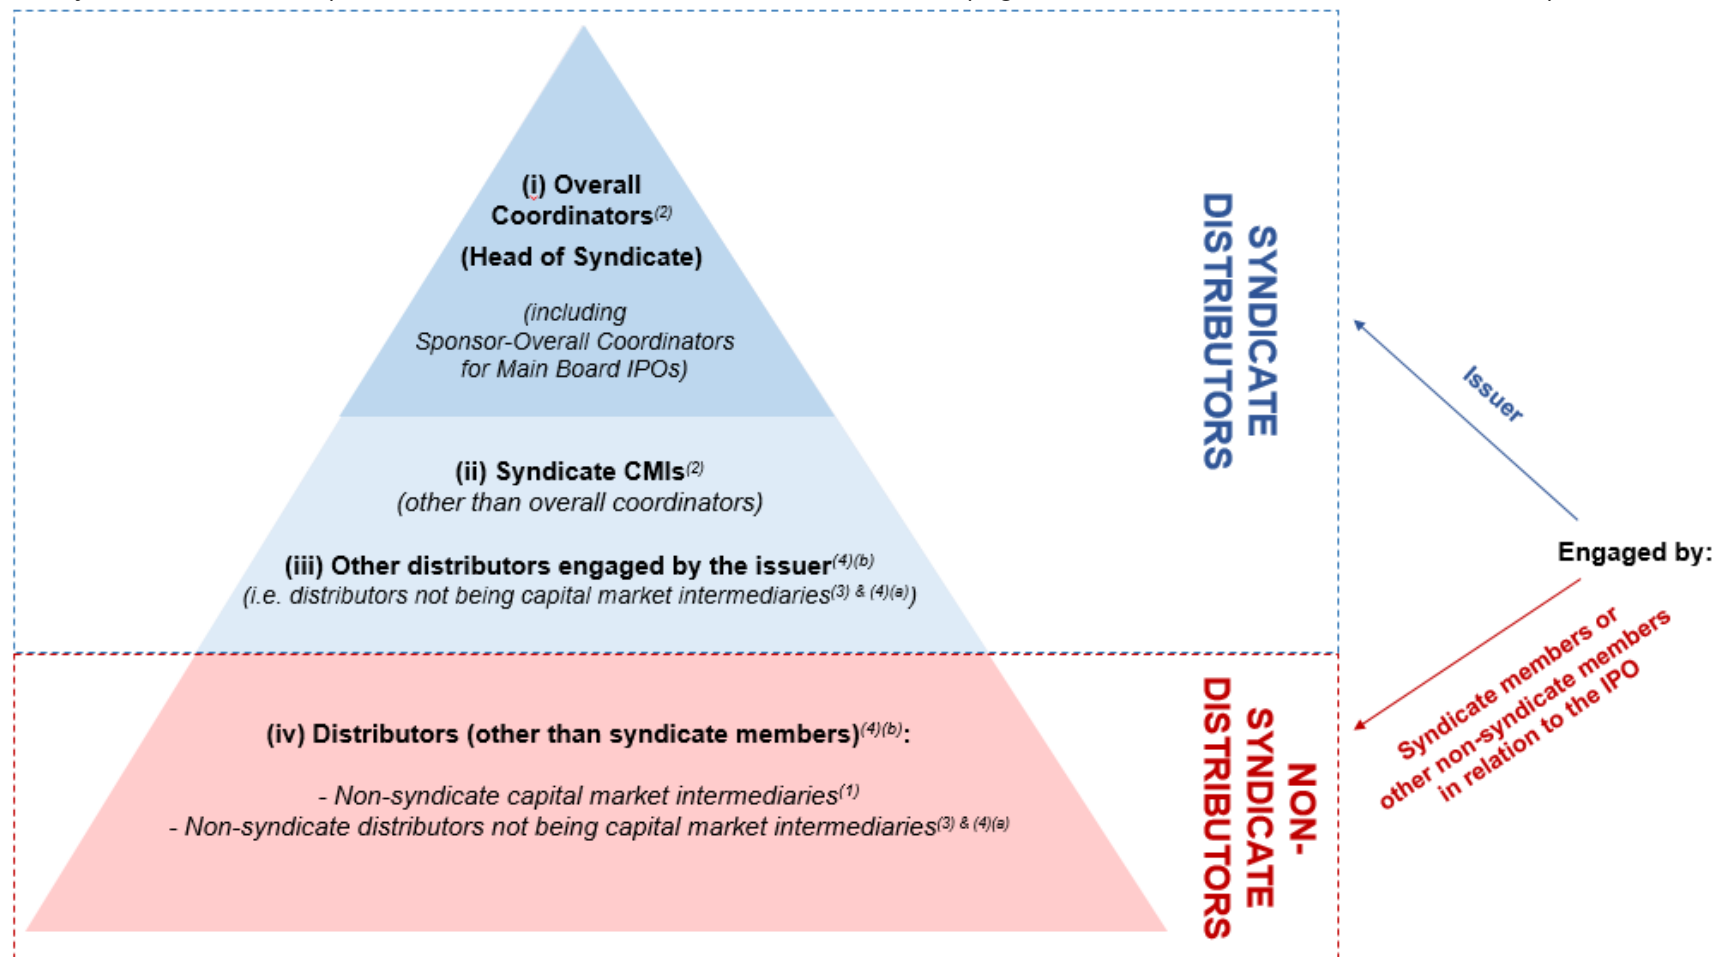 (i) Overall
Coordinators(2)
(Head of Syndicate)
(including
Sponsor-Overall Coordinators
for Main Board IPOs)
(ii) Syndicate CMIs(2)
(other than overall coordinators)
(iii) Other distributors engaged by the issuer(4)(b)
(i.e. distributors not being capital market intermediaries(3) & (4)(a))
SYNDICATE
DISTRIBUTORS
Issuer
Engaged by:
Syndicate members or
other non-syndicate members
in relation to the IPO
(iv) Distributors (other than syndicate members)(4)(b):
- Non-syndicate capital market intermediaries(1)
- Non-syndicate distributors not being capital market intermediaries(3) & (4)(a)
NON-
SYNDICATE
DISTRIBUTORS